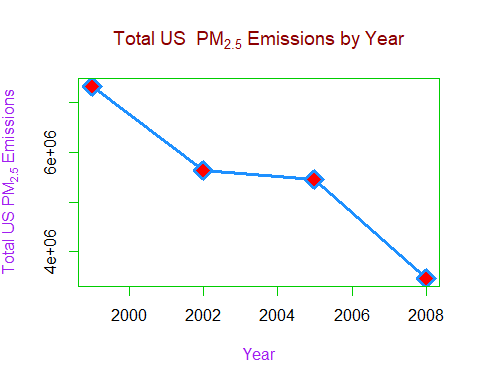 Total US PM2.5 Emissions by Year
Total US PM2.5 Emissions
6e+06
4e+06
2000 2002 2004 2006 2008
Year